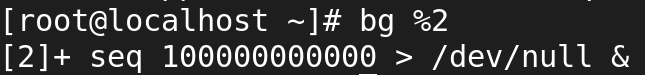 [root@localhost ~]# bg %2
[2]+ seq 100000000000 > /dev/null &